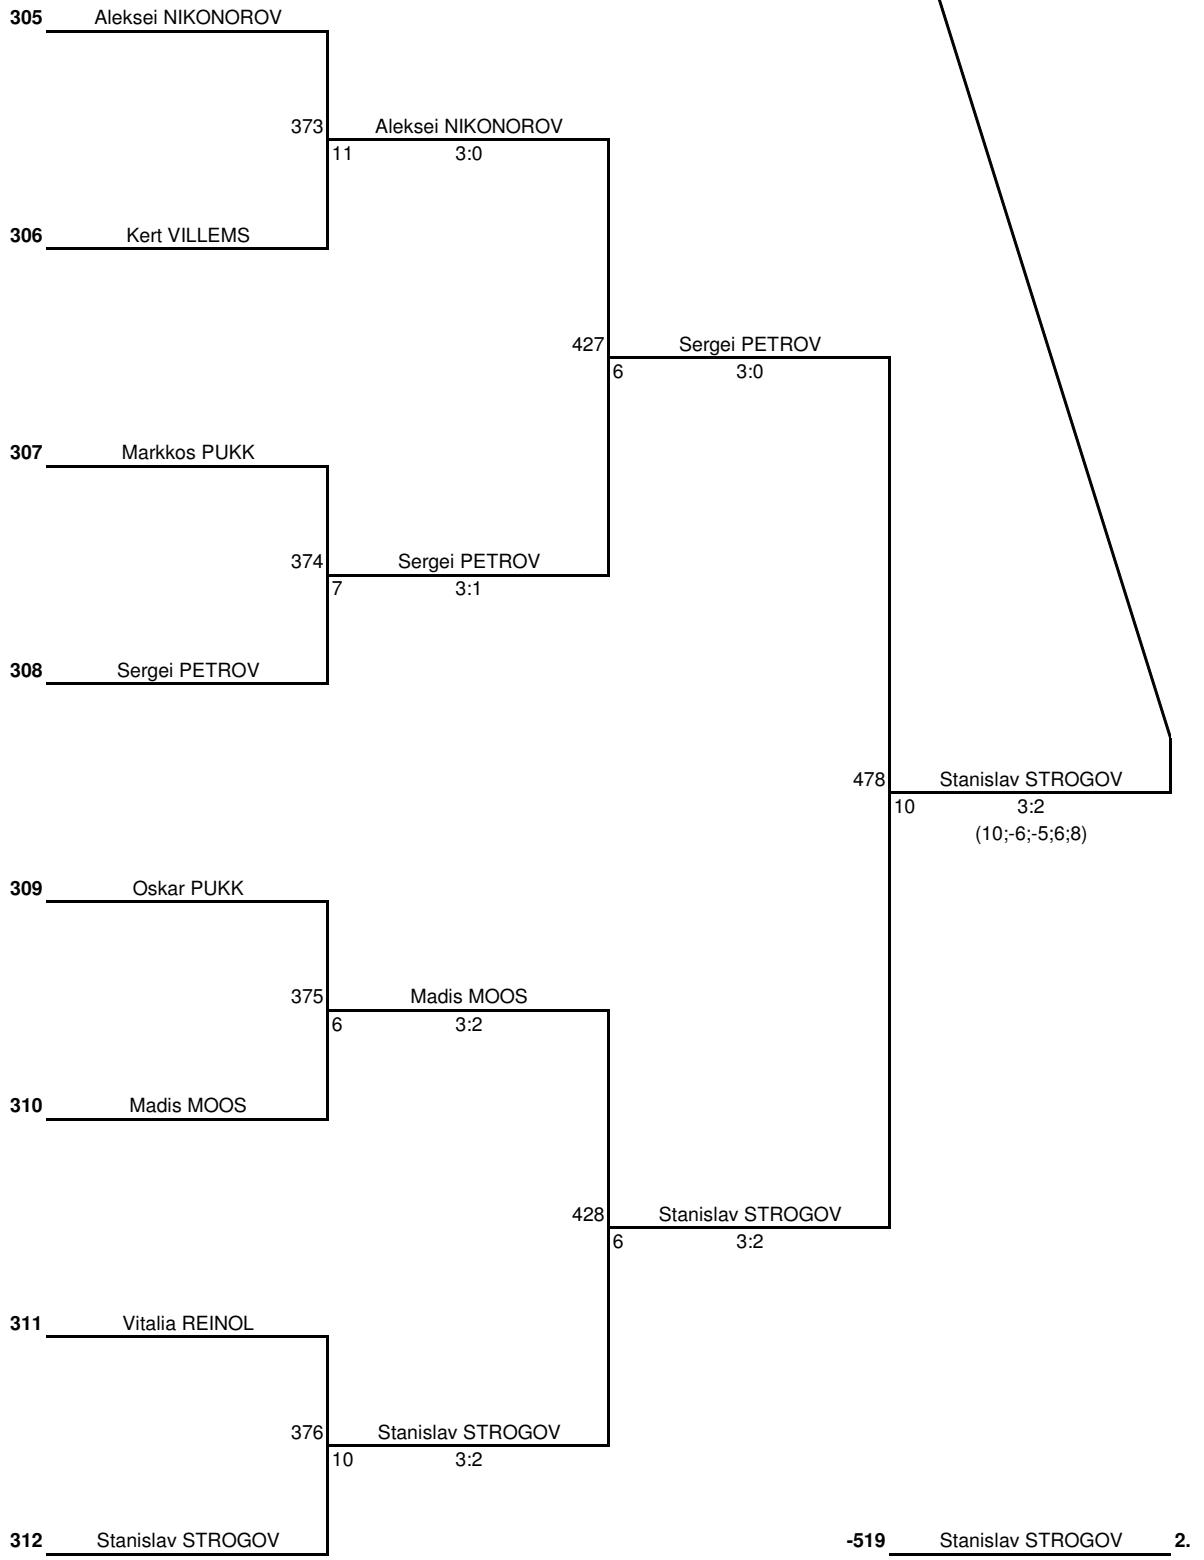 305 Aleksei NIKONOROV
373 Aleksei NIKONOROV
11 3:0
306 Kert VILLEMS
427 Sergei PETROV
6 3:0
307 Markkos PUKK
374 Sergei PETROV
7 3:1
308 Sergei PETROV
478 Stanislav STROGOV
10 3:2
(10;-6;-5;6;8)
309 Oskar PUKK
375 Madis MOOS
6 3:2
310 Madis MOOS
428 Stanislav STROGOV
6 3:2
311 Vitalia REINOL
376 Stanislav STROGOV
10 3:2
312 Stanislav STROGOV
-519 Stanislav STROGOV 2.